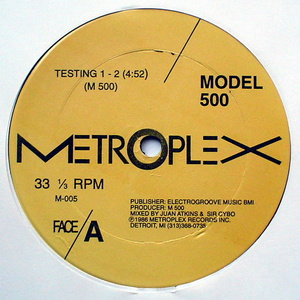 TESTING 1 - 2 (4:52)
(M 500)
MODEL
500
METROPLEX
33 ⅓ RPM
M-005
PUBLISHER: ELECTROGROOVE MUSIC BMI
PRODUCER: M 500
MIXED BY JUAN ATKINS & SIR CYBO
℗1986 METROPLEX RECORDS INC.
DETROIT, MI (313)368-0735
FACE/A